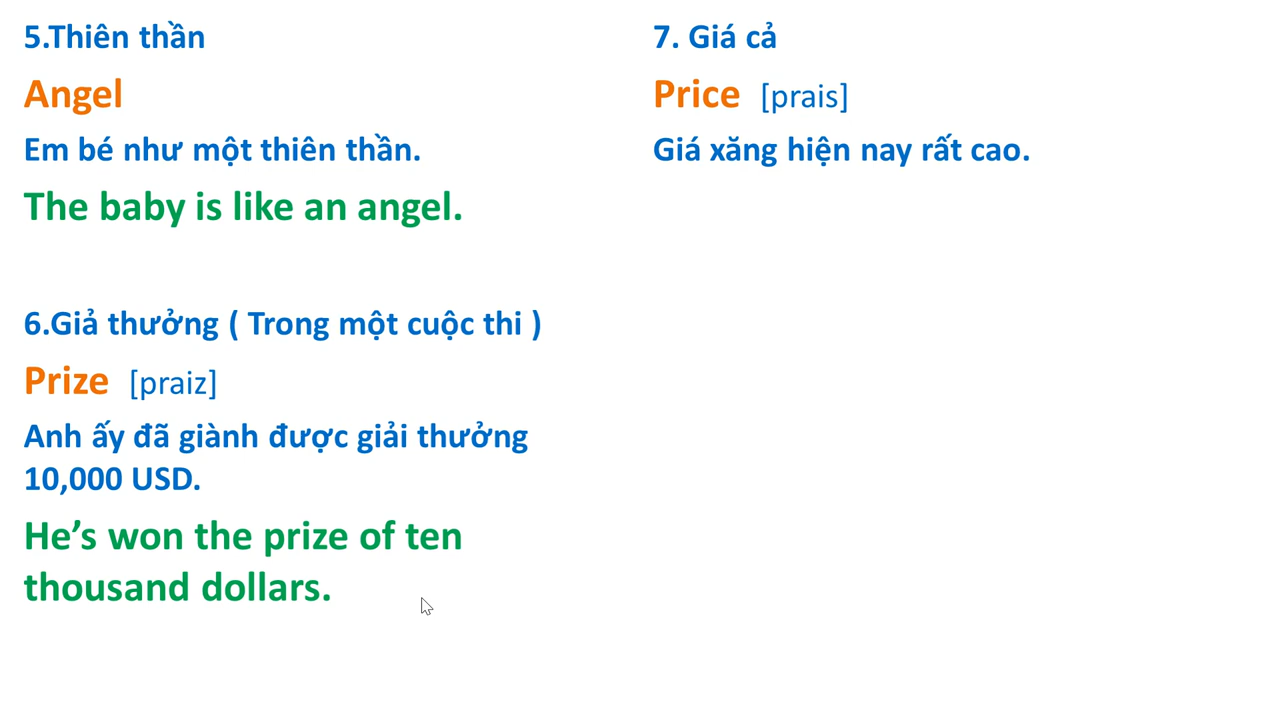 5.Thiên thần
Angel
Em bé như một thiên thần.
The baby is like an angel.
6.Giả thưởng ( Trong một cuộc thi )
Prize [praiz]
Anh ấy đã giành được giải thưởng
10,000 USD.
He’s won the prize of ten
thousand dollars.
7. Giá cả
Price [prais]
Giá xăng hiện nay rất cao.